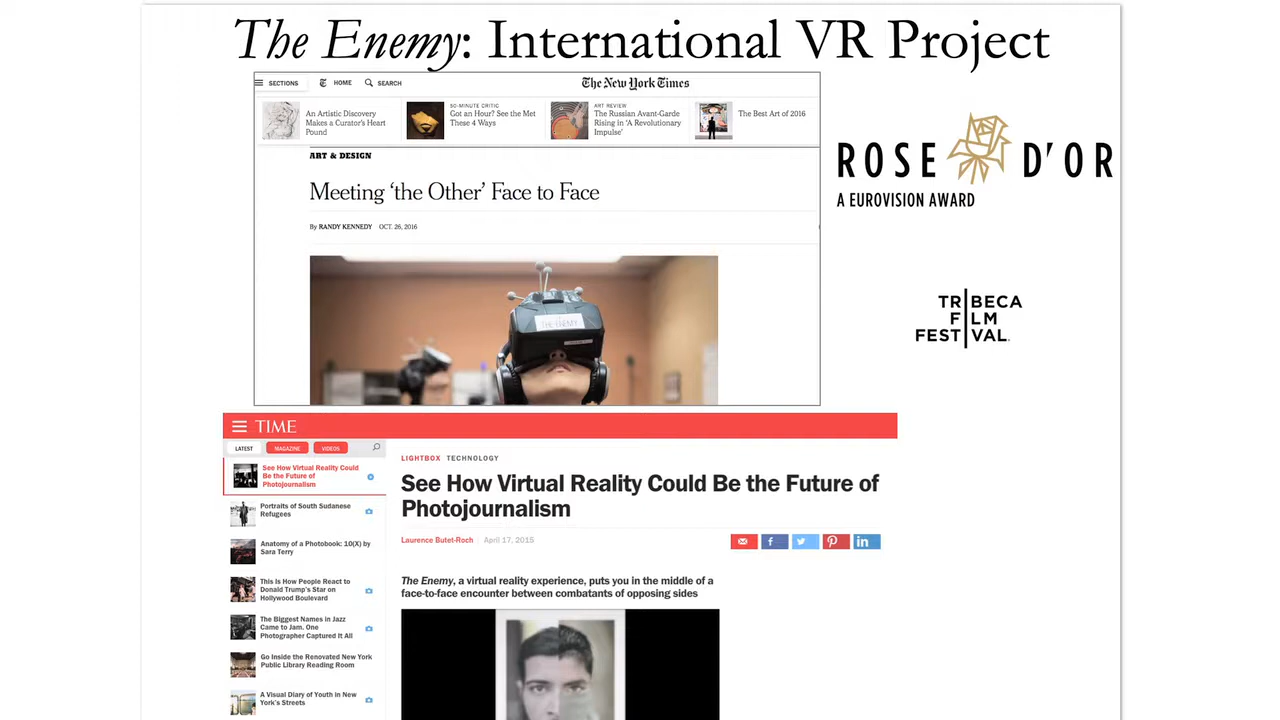 The Enemy: International VR Project
SECTIONS HOME SEARCH The New York Times
An Artistic Discovery
Makes a Curator's Heart
Pound
50-MINUTE CRITIC
Got an Hour? See the Met
These 4 Ways
ART REVIEW
The Russian Avant-Garde
Rising in 'A Revolutionary
Impulse'
The Best Art of 2016
ART & DESIGN
Meeting 'the Other' Face to Face
By RANDY KENNEDY OCT. 26, 2016
THE ENEMY
ROSE D'OR
A EUROVISION AWARD
TRIBECA
FILM
FESTIVAL.
TIME
LATEST MAGAZINE VIDEOS
See How Virtual Reality Could
Be the Future of
Photojournalism
Portraits of South Sudanese
Refugees
Anatomy of a Photobook: 10(X) by
Sara Terry
This Is How People React to
Donald Trump's Star on
Hollywood Boulevard
The Biggest Names in Jazz
Came to Jam. One
Photographer Captured It All
Go Inside the Renovated New York
Public Library Reading Room
A Visual Diary of Youth in New
York's Streets
LIGHTBOX TECHNOLOGY
See How Virtual Reality Could Be the Future of
Photojournalism
Laurence Butet-Roch April 17, 2015
The Enemy, a virtual reality experience, puts you in the middle of a
face-to-face encounter between combatants of opposing sides